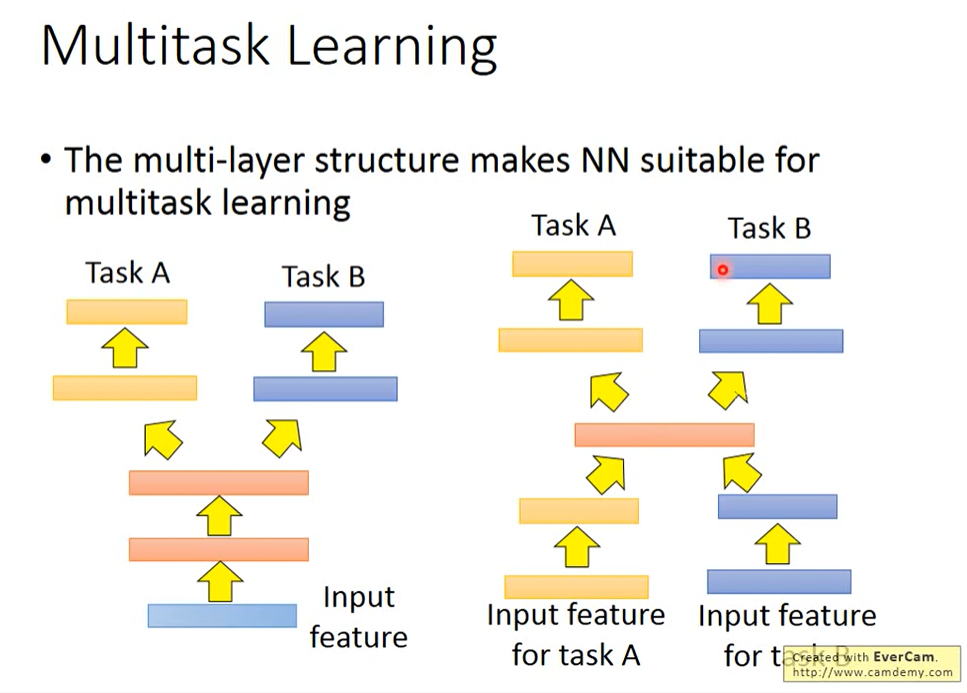 Multitask Learning
• The multi-layer structure makes NN suitable for
multitask learning
Task A
Task B
Input
feature
Task A
Task B
Input feature
for task A
Input feature
for task B
Created with EverCam.
http://www.camdemy.com